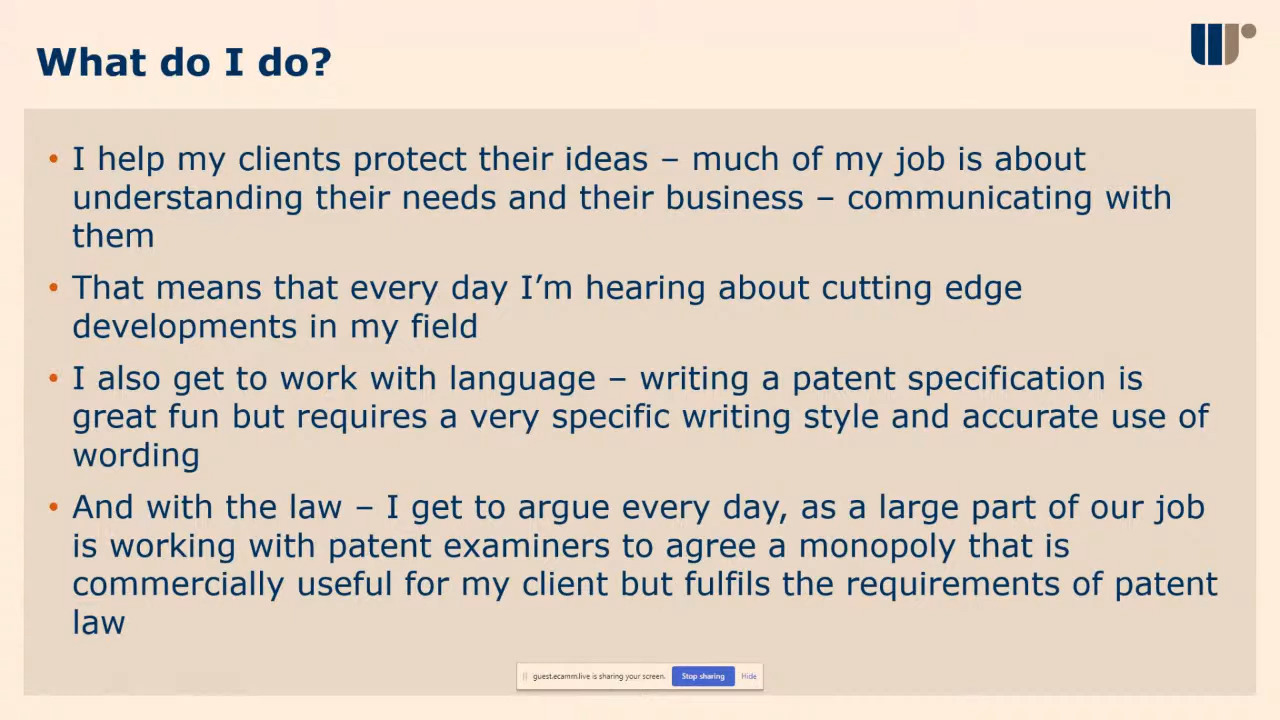 What do I do?
• I help my clients protect their ideas – much of my job is about
understanding their needs and their business – communicating with
them
• That means that every day I’m hearing about cutting edge
developments in my field
• I also get to work with language – writing a patent specification is
great fun but requires a very specific writing style and accurate use of
wording
• And with the law – I get to argue every day, as a large part of our job
is working with patent examiners to agree a monopoly that is
commercially useful for my client but fulfils the requirements of patent
law
guest.ecamm.live is sharing your screen. Stop sharing Hide